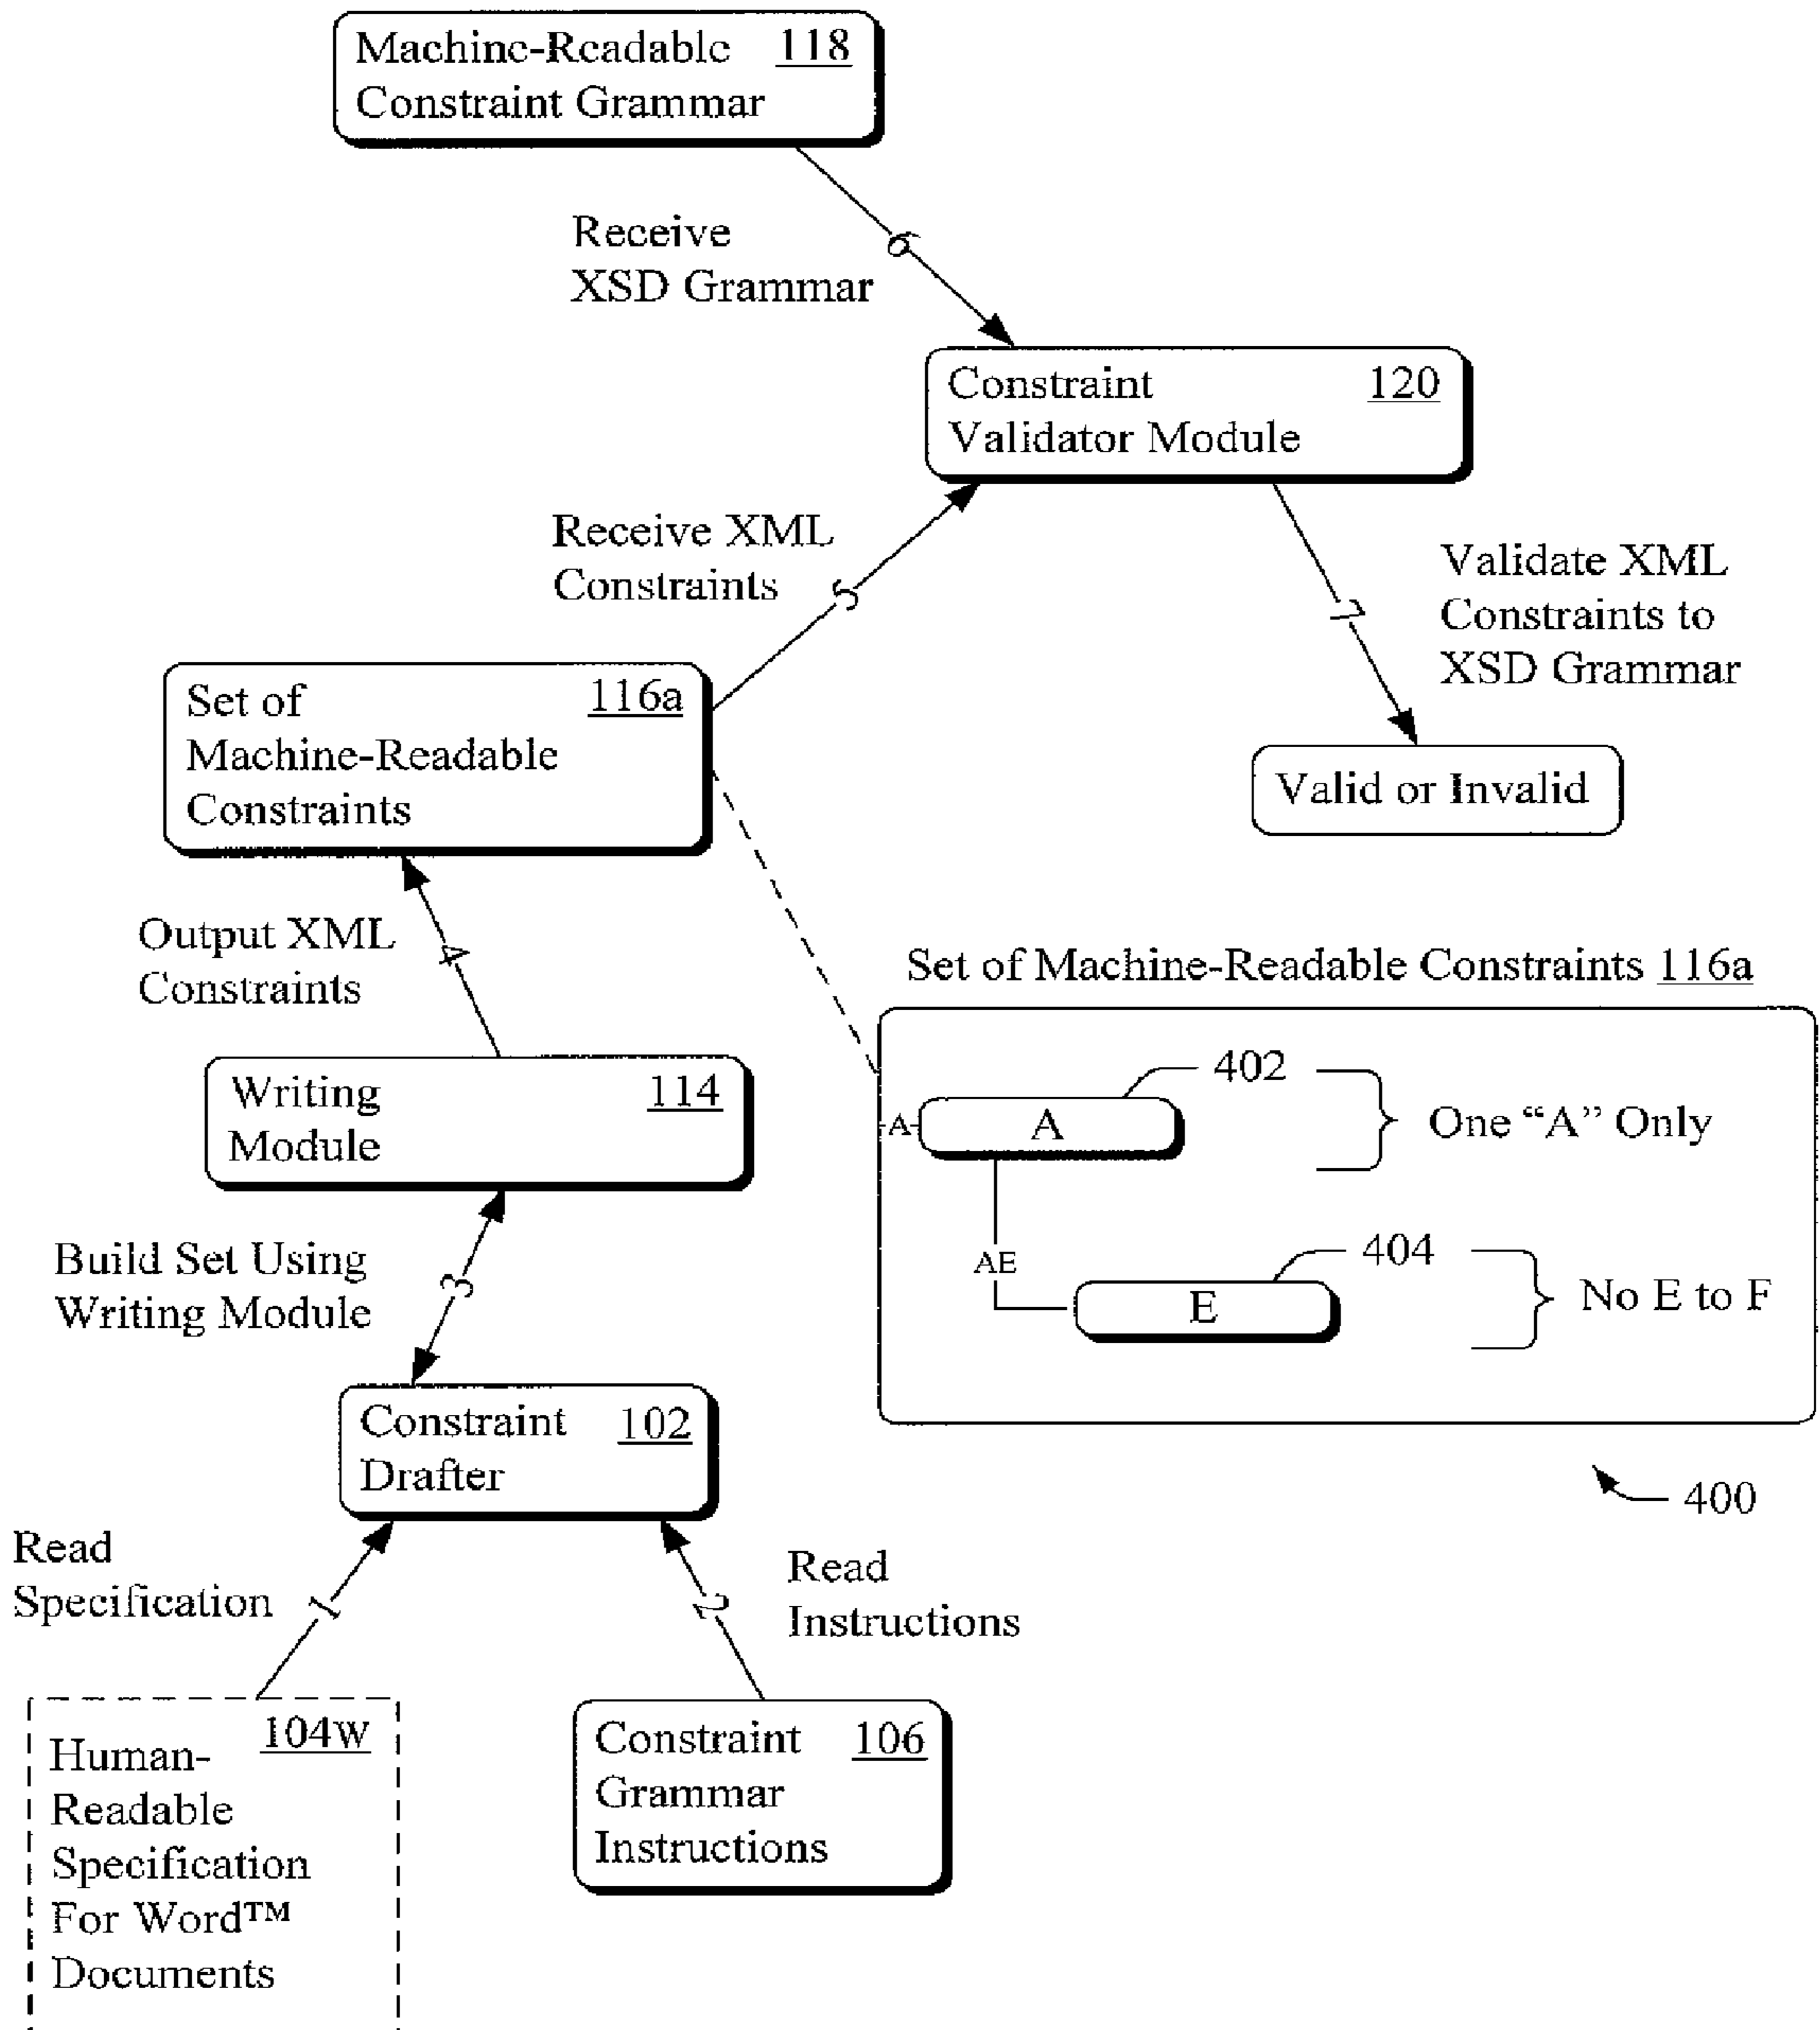 Machine-Readable 118
Constraint Grammar
Receive
XSD Grammar
6
Constraint 120
Validator Module
Receive XML
Constraints
5
Validate XML
Constraints to
XSD Grammar
7
Set of 116a
Machine-Readable
Constraints
Valid or Invalid
Output XML
Constraints
4
Set of Machine-Readable Constraints 116a
402
A
A
One “A” Only
AE
404
E
No E to F
400
Writing 114
Module
Build Set Using
Writing Module
3
Constraint 102
Drafter
Read
Specification
1
Read
Instructions
2
104w
Human-
Readable
Specification
For Word™
Documents
Constraint 106
Grammar
Instructions